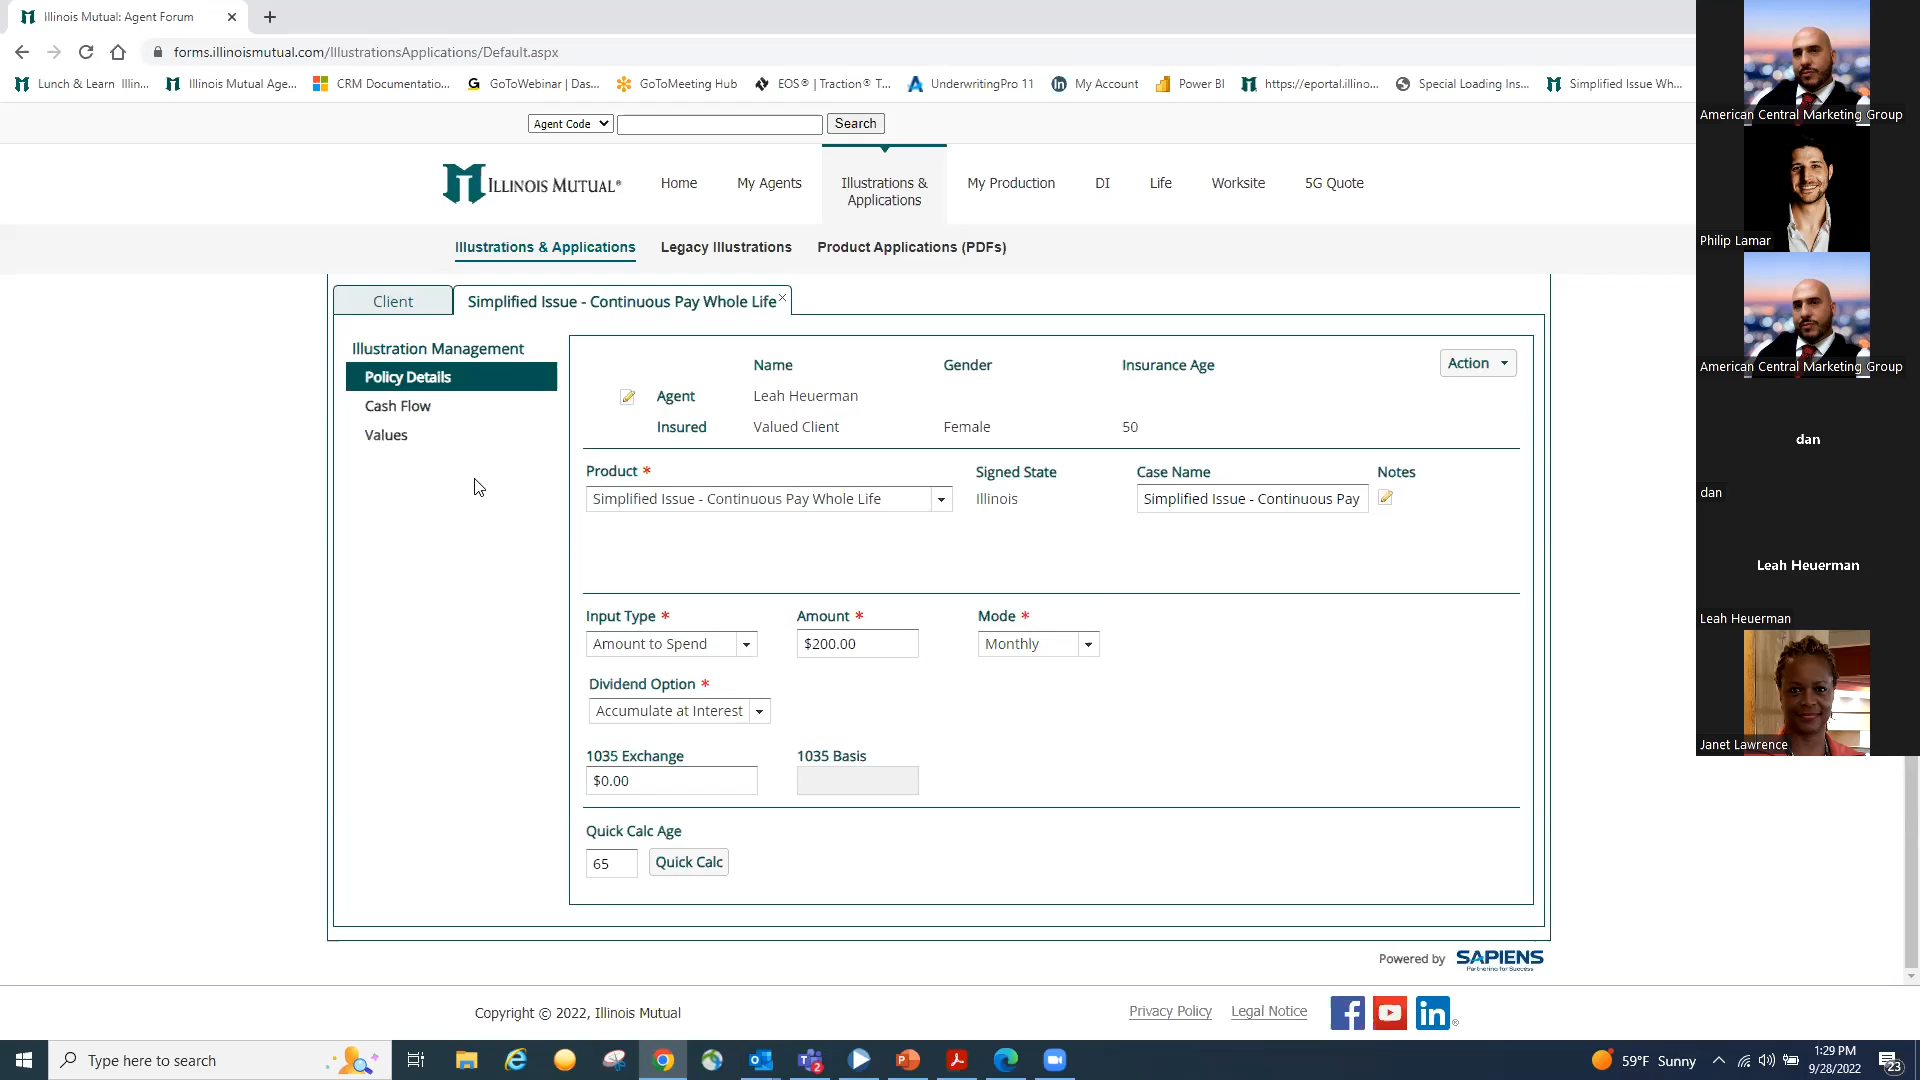 Illinois Mutual: Agent Forum
forms.illinoismutual.com/IllustrationsApplications/Default.aspx
Lunch & Learn Illin... Illinois Mutual Age... CRM Documentatio... GoToWebinar | Das... GoToMeeting Hub EOS® | Traction® T... UnderwritingPro 11 My Account Power BI https://eportal.illino... Special Loading Ins... Simplified Issue Wh...
Agent Code Search
ILLINOIS MUTUAL® Home My Agents Illustrations & Applications My Production DI Life Worksite 5G Quote
Illustrations & Applications Legacy Illustrations Product Applications (PDFs)
Client Simplified Issue - Continuous Pay Whole Life
Illustration Management
Policy Details
Cash Flow
Values
Name Gender Insurance Age Action
Agent Leah Heuerman
Insured Valued Client Female 50
Product * Signed State Case Name Notes
Simplified Issue - Continuous Pay Whole Life Illinois Simplified Issue - Continuous Pay
Input Type * Amount * Mode *
Amount to Spend $200.00 Monthly
Dividend Option *
Accumulate at Interest
1035 Exchange 1035 Basis
$0.00
Quick Calc Age
65 Quick Calc
Powered by SAPIENS
Partnering for Success
Copyright © 2022, Illinois Mutual Privacy Policy Legal Notice in ®
American Central Marketing Group
Philip Lamar
American Central Marketing Group
dan
dan
Leah Heuerman
Leah Heuerman
Janet Lawrence
Type here to search 2 59°F Sunny 1:29 PM
9/28/2022 23